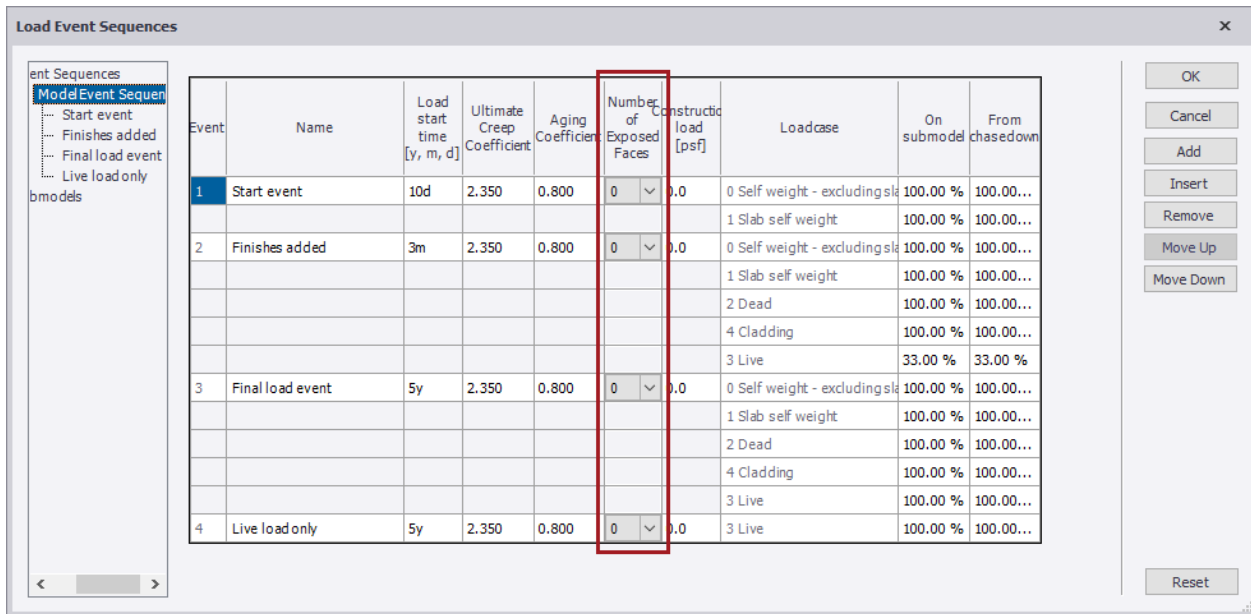 Load Event Sequences
ent Sequences
Model Event Sequen
Start event
Finishes added
Final load event
Live load only
bmodels
Event Name Load start time [y, m, d] Ultimate Creep Coefficient Aging Coefficient Number of Exposed Faces Constructio load [psf] Loadcase On submodel From chasedown
1 Start event 10d 2.350 0.800 0 0.0 0 Self weight - excluding sla 100.00 % 100.00...
1 Slab self weight 100.00 % 100.00...
2 Finishes added 3m 2.350 0.800 0 0.0 0 Self weight - excluding sla 100.00 % 100.00...
1 Slab self weight 100.00 % 100.00...
2 Dead 100.00 % 100.00...
4 Cladding 100.00 % 100.00...
3 Live 33.00 % 33.00 %
3 Final load event 5y 2.350 0.800 0 0.0 0 Self weight - excluding sla 100.00 % 100.00...
1 Slab self weight 100.00 % 100.00...
2 Dead 100.00 % 100.00...
4 Cladding 100.00 % 100.00...
3 Live 100.00 % 100.00...
4 Live load only 5y 2.350 0.800 0 0.0 3 Live 100.00 % 100.00...
OK
Cancel
Add
Insert
Remove
Move Up
Move Down
Reset